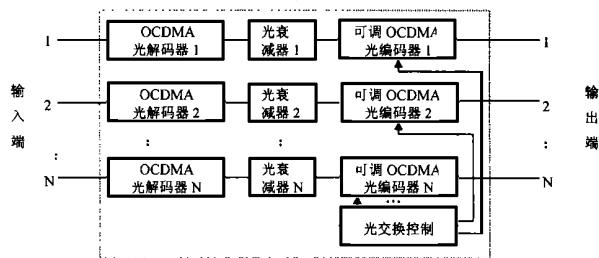 1
OCDMA
光解码器 1
光衰
减器 1
可调 OCDMA
光编码器 1
1
输
入
端
2
OCDMA
光解码器 2
光衰
减器 2
可调 OCDMA
光编码器 2
2
输
出
端
:
:
:
:
N
OCDMA
光解码器 N
光衰
减器 N
可调 OCDMA
光编码器 N
N
...
光交换控制